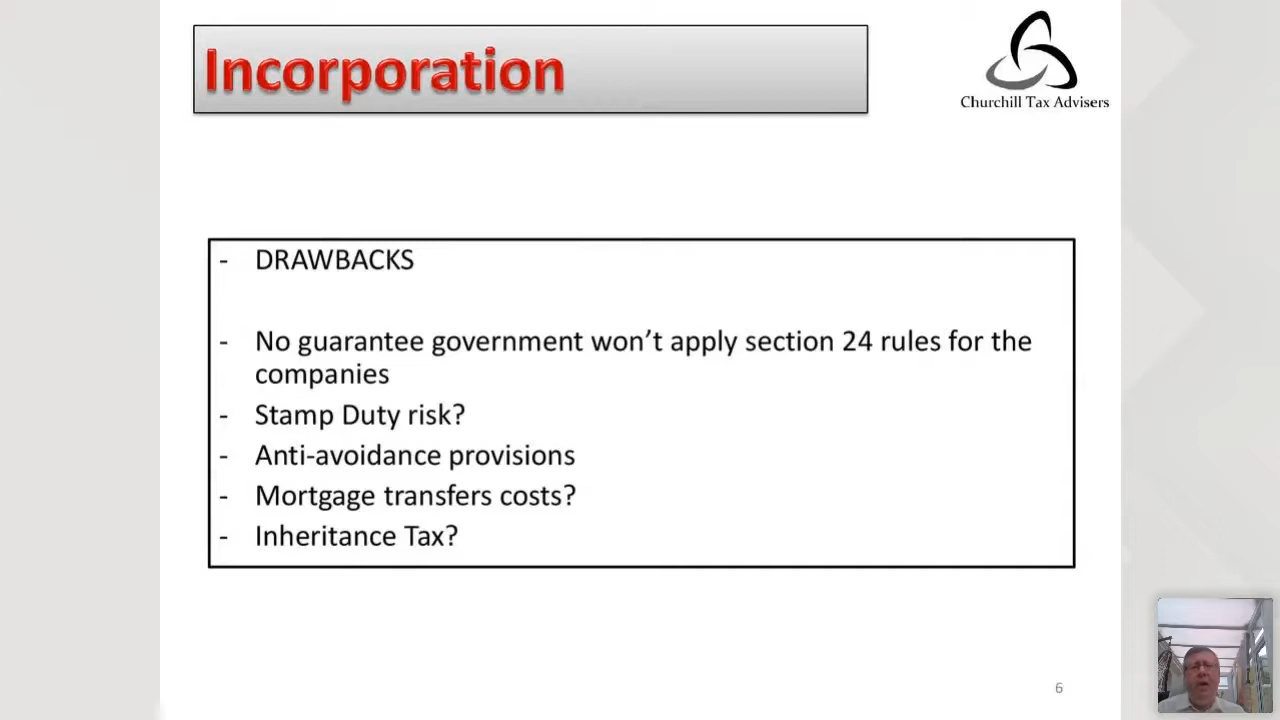 Incorporation
Churchill Tax Advisers
- DRAWBACKS
- No guarantee government won't apply section 24 rules for the
companies
- Stamp Duty risk?
- Anti-avoidance provisions
- Mortgage transfers costs?
- Inheritance Tax?
6